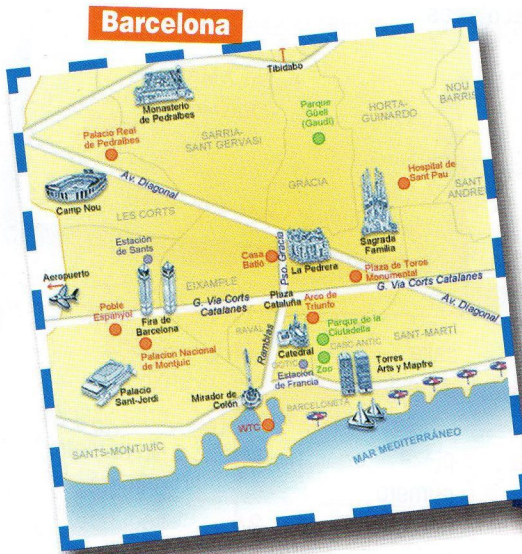 Barcelona
Tibidabo
Monasterio
de Pedralbes
Parque
Güell
(Gaudí)
HORTA-
GUINARDO
NOU
BARRIS
Palacio Real
de Pedralbes
SARRIA-
SANT GERVASI
Hospital de
Sant Pau
Av. Diagonal
GRÀCIA
SANT
ANDREU
Camp Nou
LES CORTS
Sagrada
Familia
Estación
de Sants
Casa
Batlló
Pso. Gracia
La Pedrera
Plaza de Toros
Monumental
Aeropuerto
EIXAMPLE
G. Vía Corts
Catalanes
Plaza
Cataluña
G. Vía Corts Catalanes
Av. Diagonal
Poble
Espanyol
Fira de
Barcelona
Arco de
Triunfo
Palacion Nacional
de Montjuic
RAVAL
Ramblas
Parque de la
Ciutadella
SANT-MARTÍ
Catedral
CASC ANTIC
GOTIC
Zoo
Estación
de Francia
Torres
Arts y Mapfre
Palacio
Sant-Jordi
Mirador de
Colón
BARCELONETA
WTC
SANTS-MONTJUIC
MAR MEDITERRÁNEO